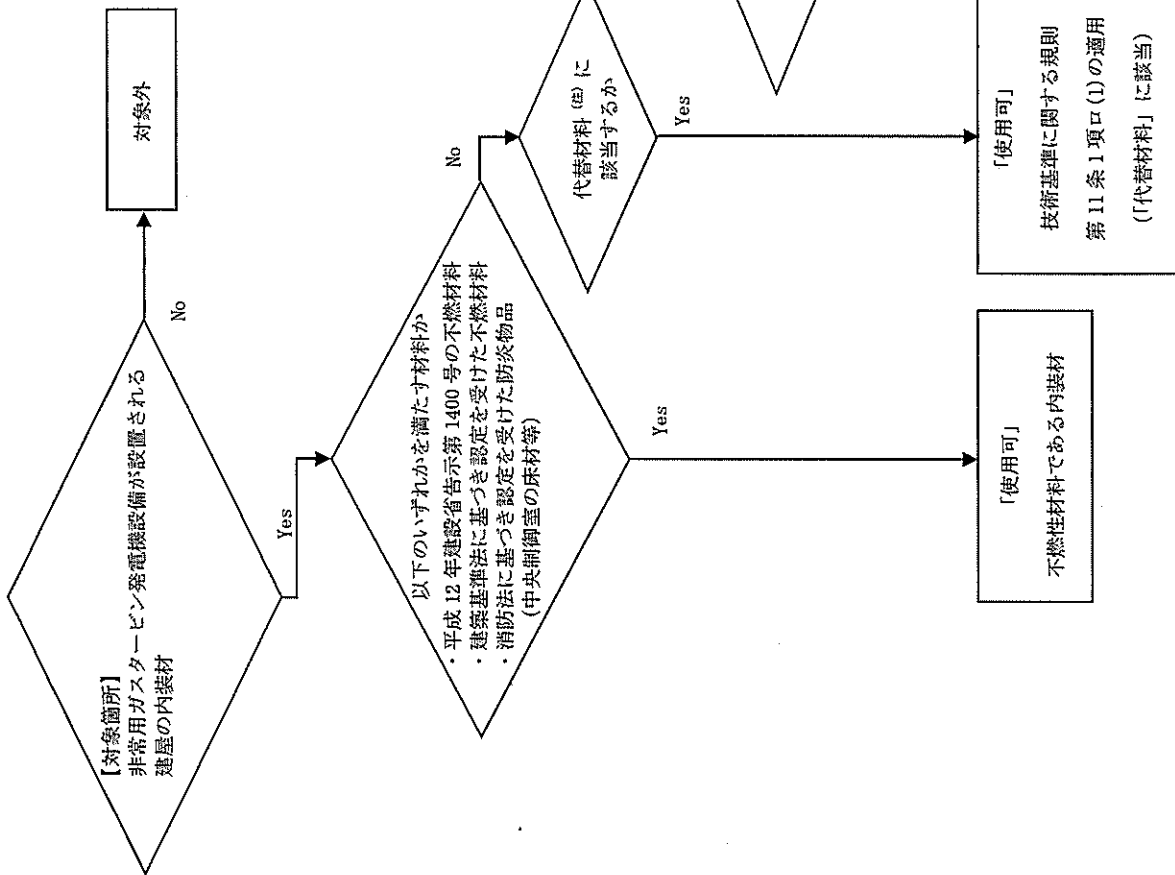 【対象箇所】
非常用ガスタービン発電機設備が設置される
建屋の内装材
No
対象外
Yes
以下のいずれかを満たす材料か
・平成 12 年建設省告示第 1400 号の不燃材料
・建築基準法に基づき認定を受けた不燃材料
・消防法に基づき認定を受けた防炎物品
(中央制御室の床材等)
No
代替材料(注)に
該当するか
Yes
Yes
「使用可」
不燃性材料である内装材
「使用可」
技術基準に関する規則
第 11 条 1 項ロ(1)の適用
(「代替材料」に該当)